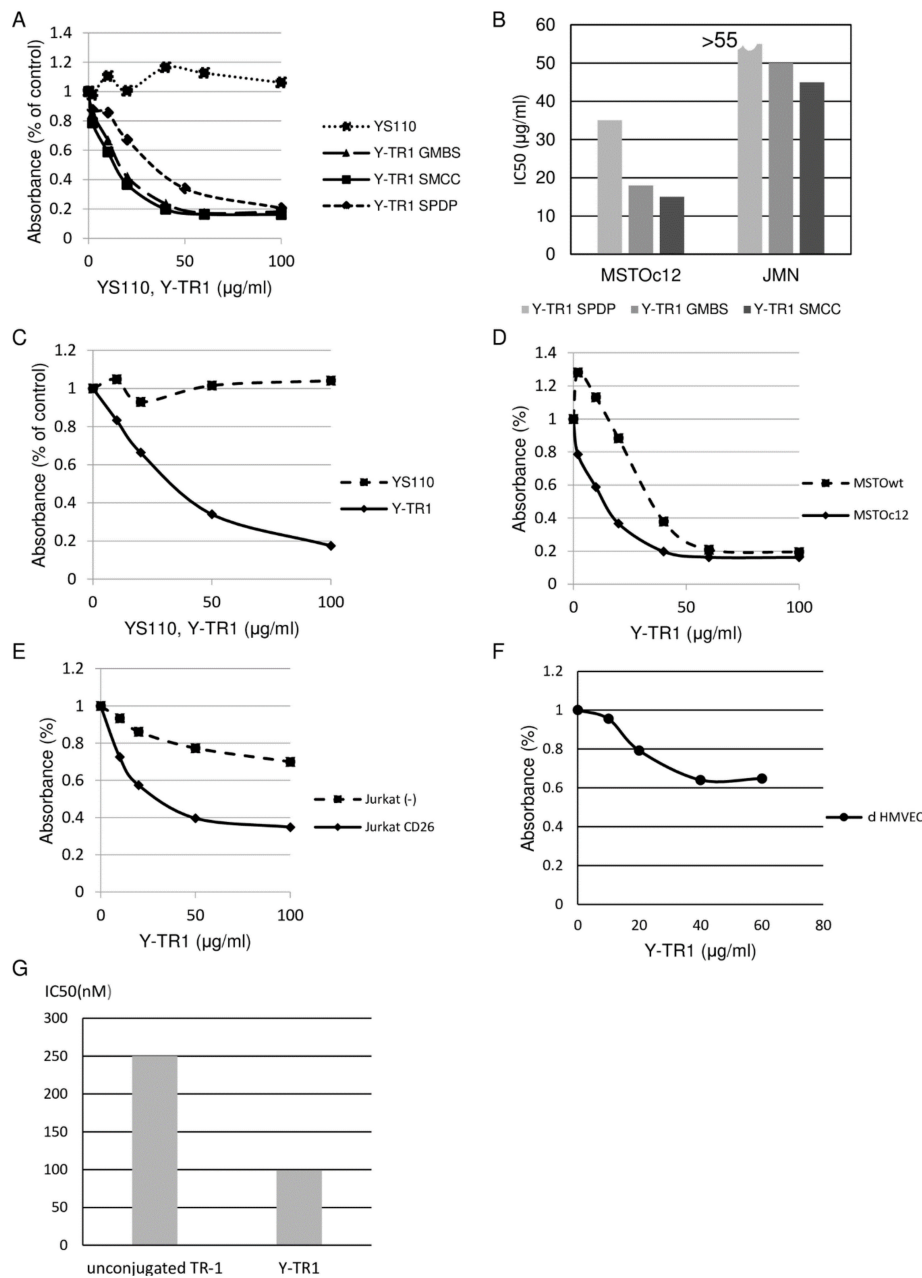 A
1.4
1.2
1
0.8
0.6
0.4
0.2
0
0 50 100
Absorbance (% of control)
YS110, Y-TR1 (µg/ml)
YS110
Y-TR1 GMBS
Y-TR1 SMCC
Y-TR1 SPDP
B
60
50
40
30
20
10
0
IC50 (µg/ml)
>55
MSTOc12 JMN
Y-TR1 SPDP Y-TR1 GMBS Y-TR1 SMCC
C
1.2
1
0.8
0.6
0.4
0.2
0
0 50 100
Absorbance (% of control)
YS110, Y-TR1 (µg/ml)
YS110
Y-TR1
D
1.4
1.2
1
0.8
0.6
0.4
0.2
0
0 50 100
Absorbance (%)
Y-TR1 (µg/ml)
MSTOwt
MSTOc12
E
1.2
1
0.8
0.6
0.4
0.2
0
0 50 100
Absorbance (%)
Y-TR1 (µg/ml)
Jurkat (-)
Jurkat CD26
F
1.2
1
0.8
0.6
0.4
0.2
0
0 20 40 60 80
Absorbance (%)
Y-TR1 (µg/ml)
d HMVEC
G
IC50(nM)
300
250
200
150
100
50
0
unconjugated TR-1 Y-TR1